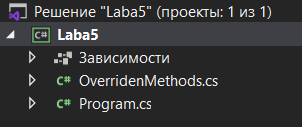 Решение "Laba5" (проекты: 1 из 1)
C# Laba5
Зависимости
C# OverridenMethods.cs
C# Program.cs